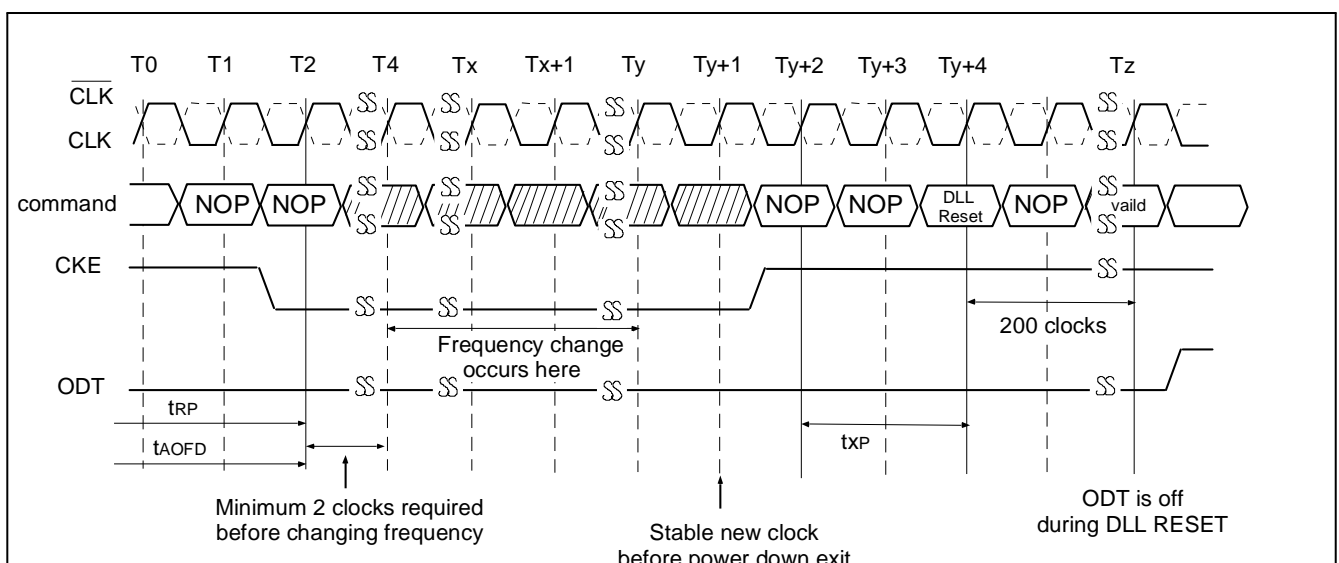 T0 T1 T2 T4 Tx Tx+1 Ty Ty+1 Ty+2 Ty+3 Ty+4 Tz
CLK
CLK
command NOP NOP NOP NOP DLL Reset NOP vaild
CKE
200 clocks
Frequency change
occurs here
ODT
tRP
tAOFD
txP
Minimum 2 clocks required
before changing frequency
Stable new clock
before power down exit
ODT is off
during DLL RESET